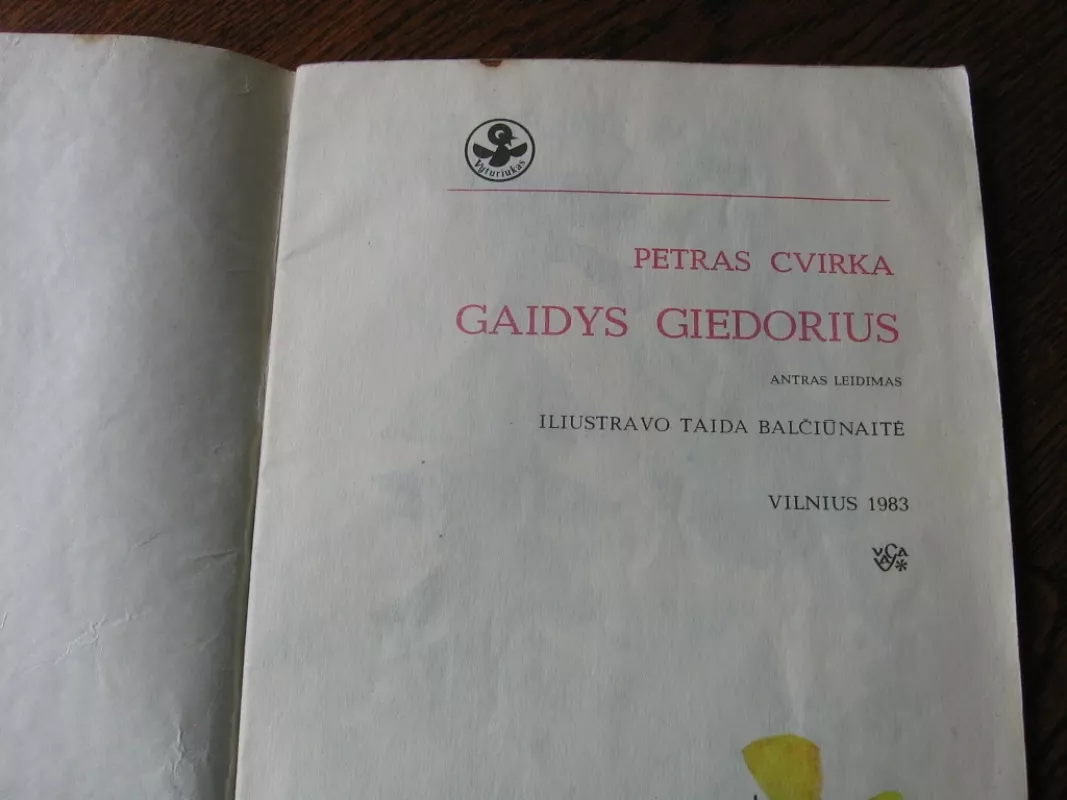 Vyturiukas
PETRAS CVIRKA
GAIDYS GIEDORIUS
ANTRAS LEIDIMAS
ILIUSTRAVO TAIDA BALČIŪNAITĖ
VILNIUS 1983